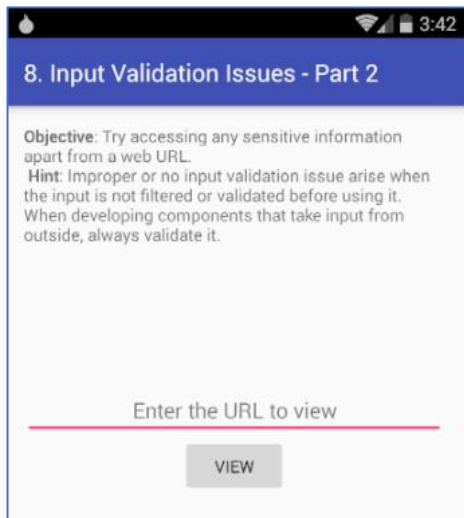 3:42
8. Input Validation Issues - Part 2
Objective: Try accessing any sensitive information
apart from a web URL.
Hint: Improper or no input validation issue arise when
the input is not filtered or validated before using it.
When developing components that take input from
outside, always validate it.
Enter the URL to view
VIEW